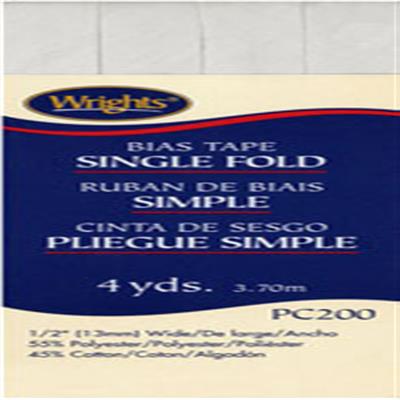 Wrights®
BIAS TAPE
SINGLE FOLD
RUBAN DE BIAIS
SIMPLE
CINTA DE SESGO
PLIEGUE SIMPLE
4 yds. 3.70m
PC200
1/2" (13mm) Wide/De large/Ancho
55% Polyester/Polyester/Poliéster
45% Cotton/Coton/Algodón